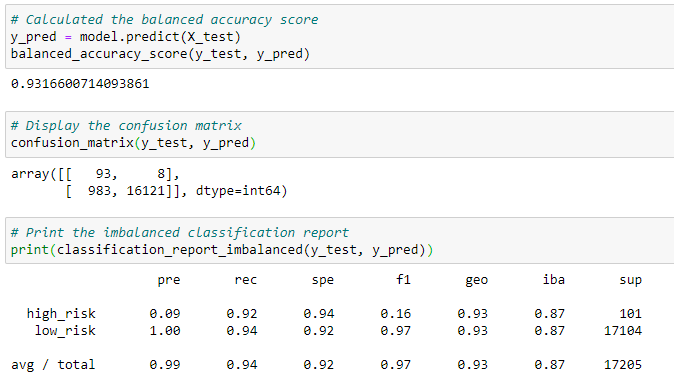 # Calculated the balanced accuracy score
y_pred = model.predict(X_test)
balanced_accuracy_score(y_test, y_pred)
0.9316600714093861
# Display the confusion matrix
confusion_matrix(y_test, y_pred)
array([[   93,     8],
       [  983, 16121]], dtype=int64)
# Print the imbalanced classification report
print(classification_report_imbalanced(y_test, y_pred))
                   pre       rec       spe        f1       geo       iba       sup
  high_risk       0.09      0.92      0.94      0.16      0.93      0.87       101
   low_risk       1.00      0.94      0.92      0.97      0.93      0.87     17104
avg / total       0.99      0.94      0.92      0.97      0.93      0.87     17205